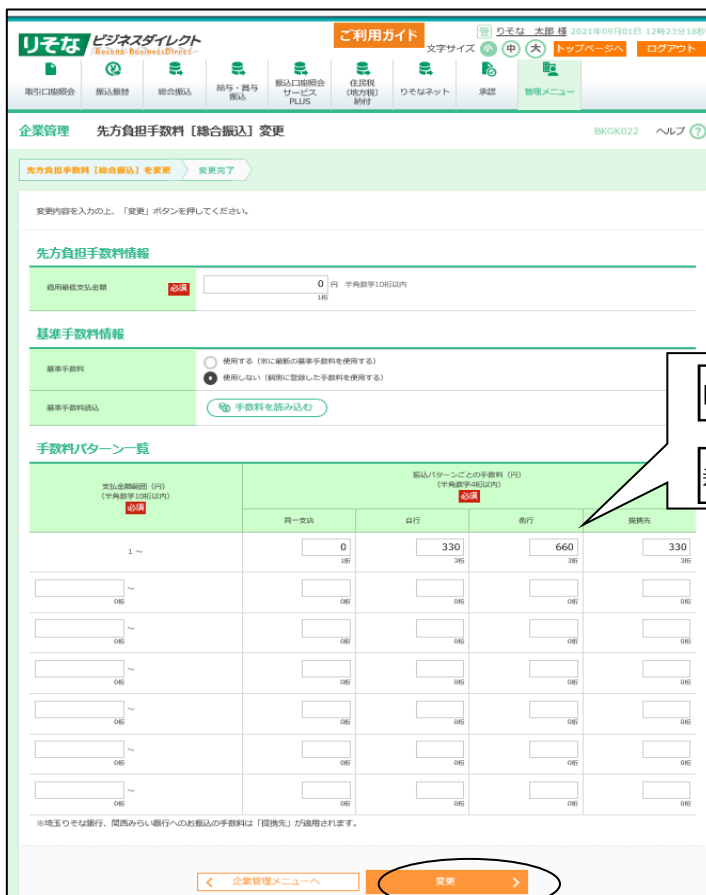 りそな ビジネスダイレクト
Resona Business Direct
ご利用ガイド
管 りそな 太郎 様 2021年09月01日 12時23分18秒
文字サイズ 小 中 大 トップページへ ログアウト
取引口座照会 振込振替 総合振込 給与・賞与振込 振込口座照会サービスPLUS 住民税(地方税)納付 りそなネット 承認 管理メニュー
企業管理 先方負担手数料［総合振込］変更 BKGK022 ヘルプ ?
先方負担手数料［総合振込］を変更 変更完了
変更内容を入力の上、「変更」ボタンを押してください。
先方負担手数料情報
適用最低支払金額 必須 0 円 半角数字10桁以内
1桁
基準手数料情報
基準手数料
使用する（常に最新の基準手数料を使用する）
使用しない（個別に登録した手数料を使用する）
基準手数料読込 手数料を読み込む
手数料パターン一覧
支払金額範囲（円）
（半角数字10桁以内）
必須
振込パターンごとの手数料（円）
（半角数字4桁以内）
必須
同一支店 自行 他行 提携先
1 ～ 0 330 660 330
1桁 3桁 3桁 3桁
～
0桁 0桁 0桁 0桁 0桁
～
0桁 0桁 0桁 0桁 0桁
～
0桁 0桁 0桁 0桁 0桁
～
0桁 0桁 0桁 0桁 0桁
～
0桁 0桁 0桁 0桁 0桁
～
0桁 0桁 0桁 0桁 0桁
※埼玉りそな銀行、関西みらい銀行へのお振込の手数料は「提携先」が適用されます。
企業管理メニューへ 変更